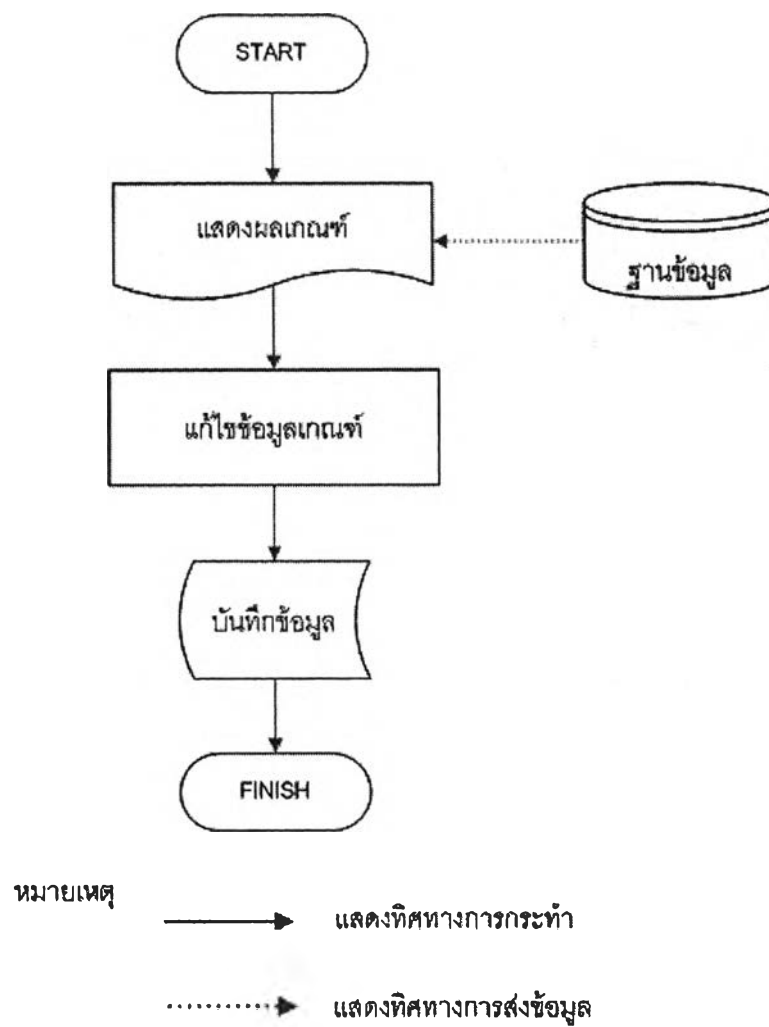 START
แสดงผลเกณฑ์
ฐานข้อมูล
แก้ไขข้อมูลเกณฑ์
บันทึกข้อมูล
FINISH
หมายเหตุ
แสดงทิศทางการกระทำ
แสดงทิศทางการส่งข้อมูล